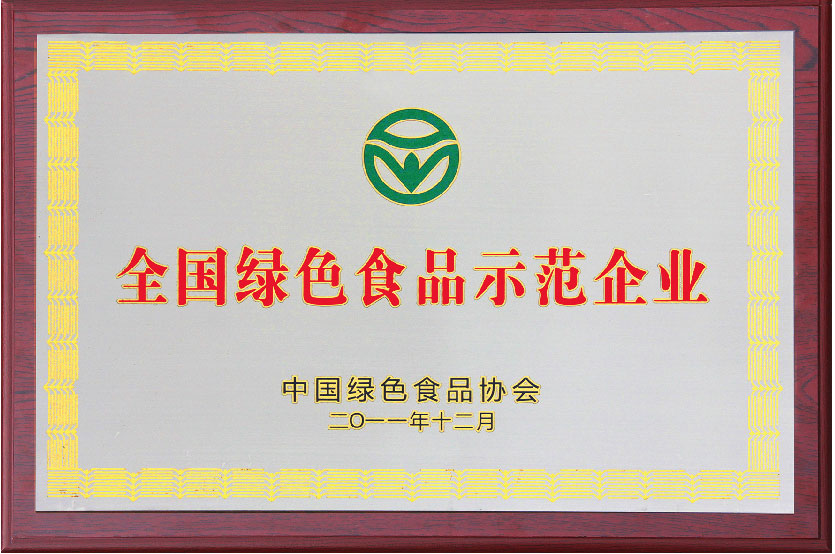 全国绿色食品示范企业
中国绿色食品协会
二〇一一年十二月